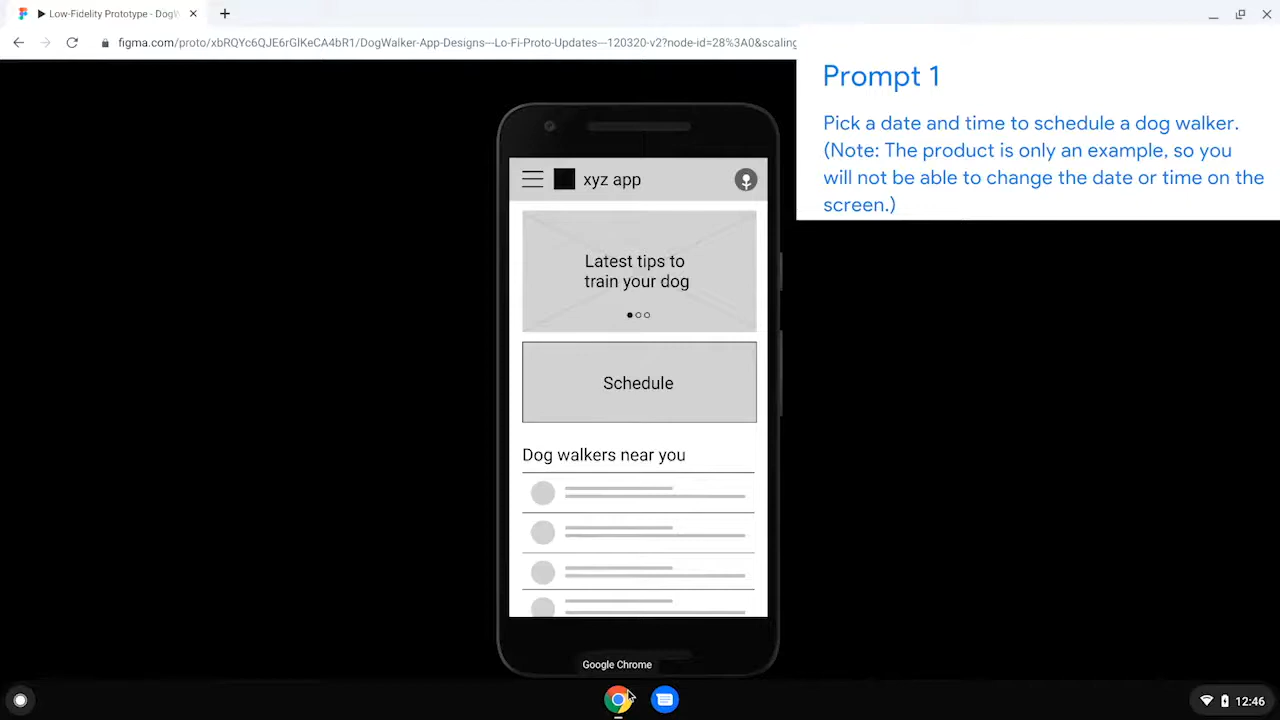 Low-Fidelity Prototype - Dog
figma.com/proto/xbRQYc6QJE6rGlKeCA4bR1/DogWalker-App-Designs---Lo-Fi-Proto-Updates---120320-v2?node-id=28%3A0&scaling
Prompt 1
Pick a date and time to schedule a dog walker.
(Note: The product is only an example, so you
will not be able to change the date or time on the
screen.)
xyz app
Latest tips to
train your dog
Schedule
Dog walkers near you
Google Chrome
12:46